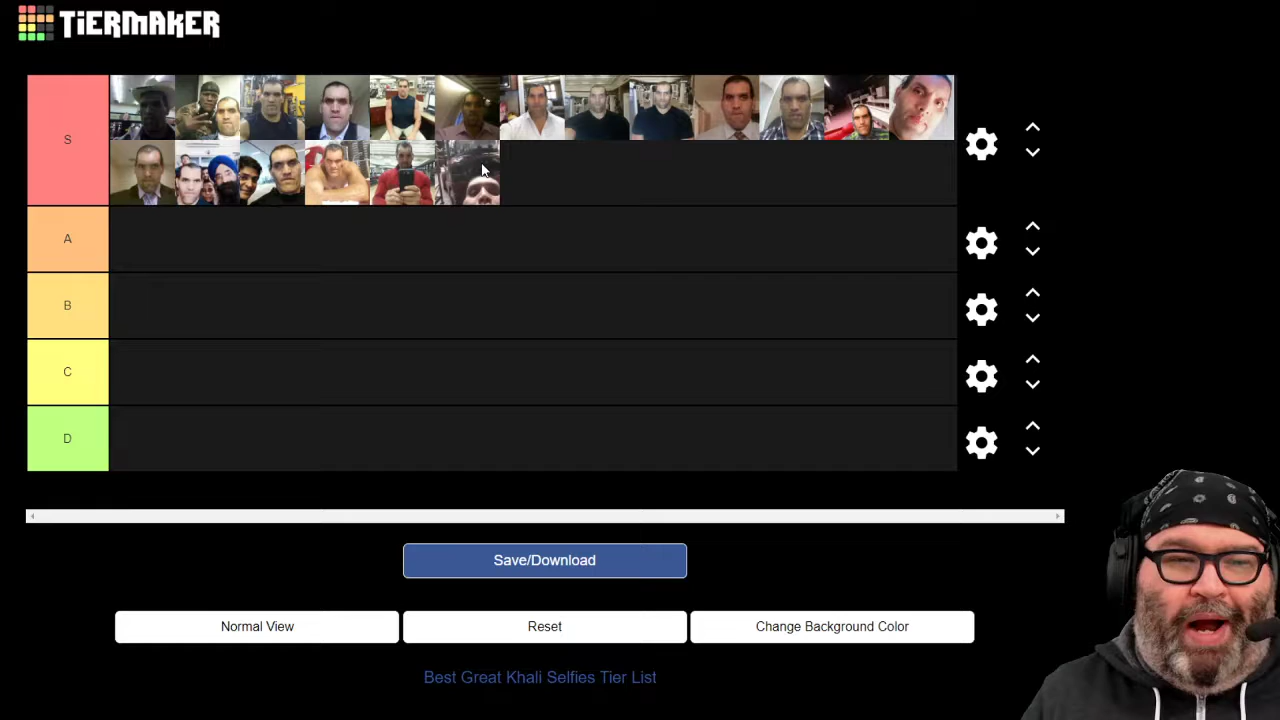 TiERMAKER
S
A
B
C
D
Save/Download
Normal View
Reset
Change Background Color
Best Great Khali Selfies Tier List